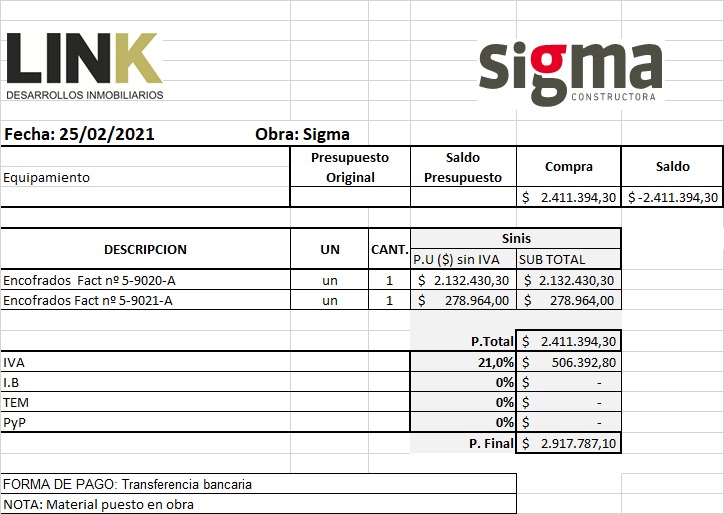 LINK
DESARROLLOS INMOBILIARIOS
sigma
CONSTRUCTORA
Fecha: 25/02/2021 Obra: Sigma
Equipamiento Presupuesto Original Saldo Presupuesto Compra Saldo
$ 2.411.394,30 $ -2.411.394,30
DESCRIPCION UN CANT. Sinis
P.U ($) sin IVA SUB TOTAL
Encofrados Fact nº 5-9020-A un 1 $ 2.132.430,30 $ 2.132.430,30
Encofrados Fact nº 5-9021-A un 1 $ 278.964,00 $ 278.964,00
P.Total $ 2.411.394,30
IVA 21,0% $ 506.392,80
I.B 0% $ -
TEM 0% $ -
PyP 0% $ -
P. Final $ 2.917.787,10
FORMA DE PAGO: Transferencia bancaria
NOTA: Material puesto en obra